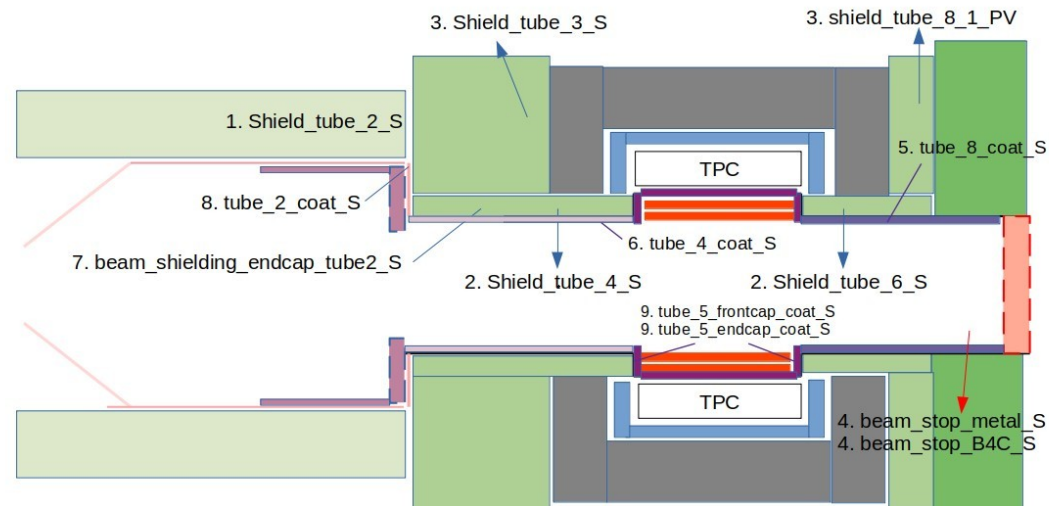 3. Shield_tube_3_S
3. shield_tube_8_1_PV
1. Shield_tube_2_S
5. tube_8_coat_S
TPC
8. tube_2_coat_S
6. tube_4_coat_S
7. beam_shielding_endcap_tube2_S
2. Shield_tube_4_S
2. Shield_tube_6_S
9. tube_5_frontcap_coat_S
9. tube_5_endcap_coat_S
TPC
4. beam_stop_metal_S
4. beam_stop_B4C_S